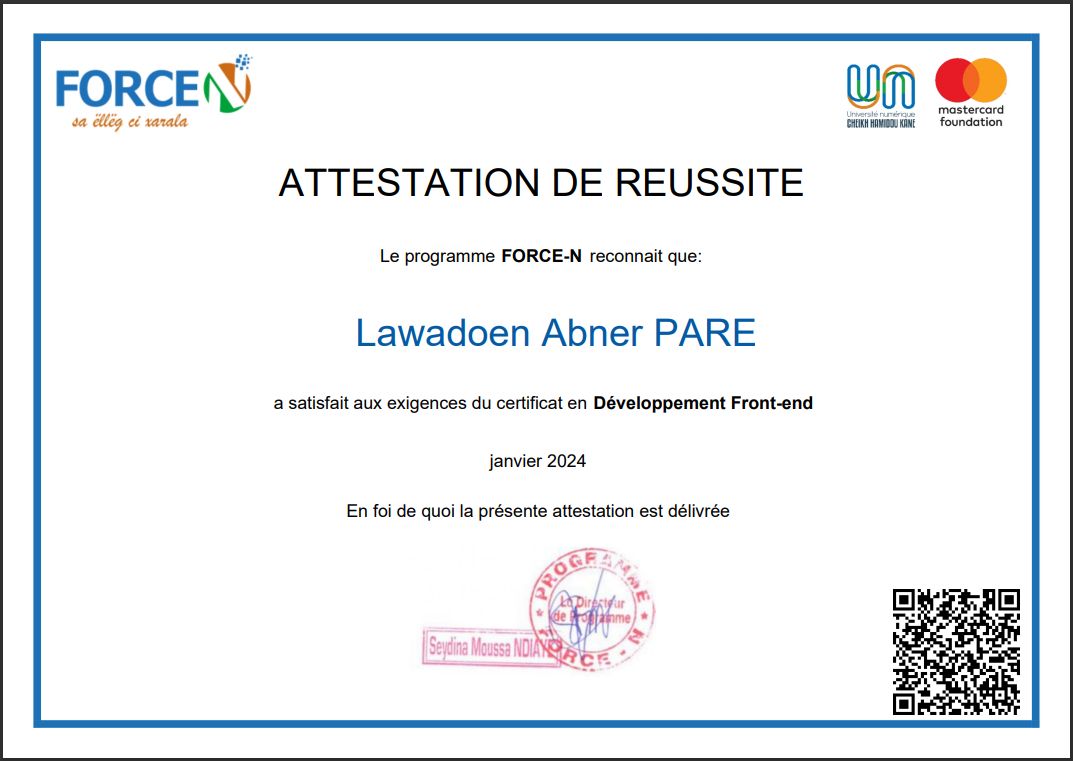 FORCE N
sa ëllëg ci xarala
Université numérique
CHEIKH HAMIDOU KANE
mastercard
foundation
ATTESTATION DE REUSSITE
Le programme FORCE-N reconnait que:
Lawadoen Abner PARE
a satisfait aux exigences du certificat en Développement Front-end
janvier 2024
En foi de quoi la présente attestation est délivrée
PROGRAMME
Le Directeur
de Programme
FORCE - N
Seydina Moussa NDIAYE